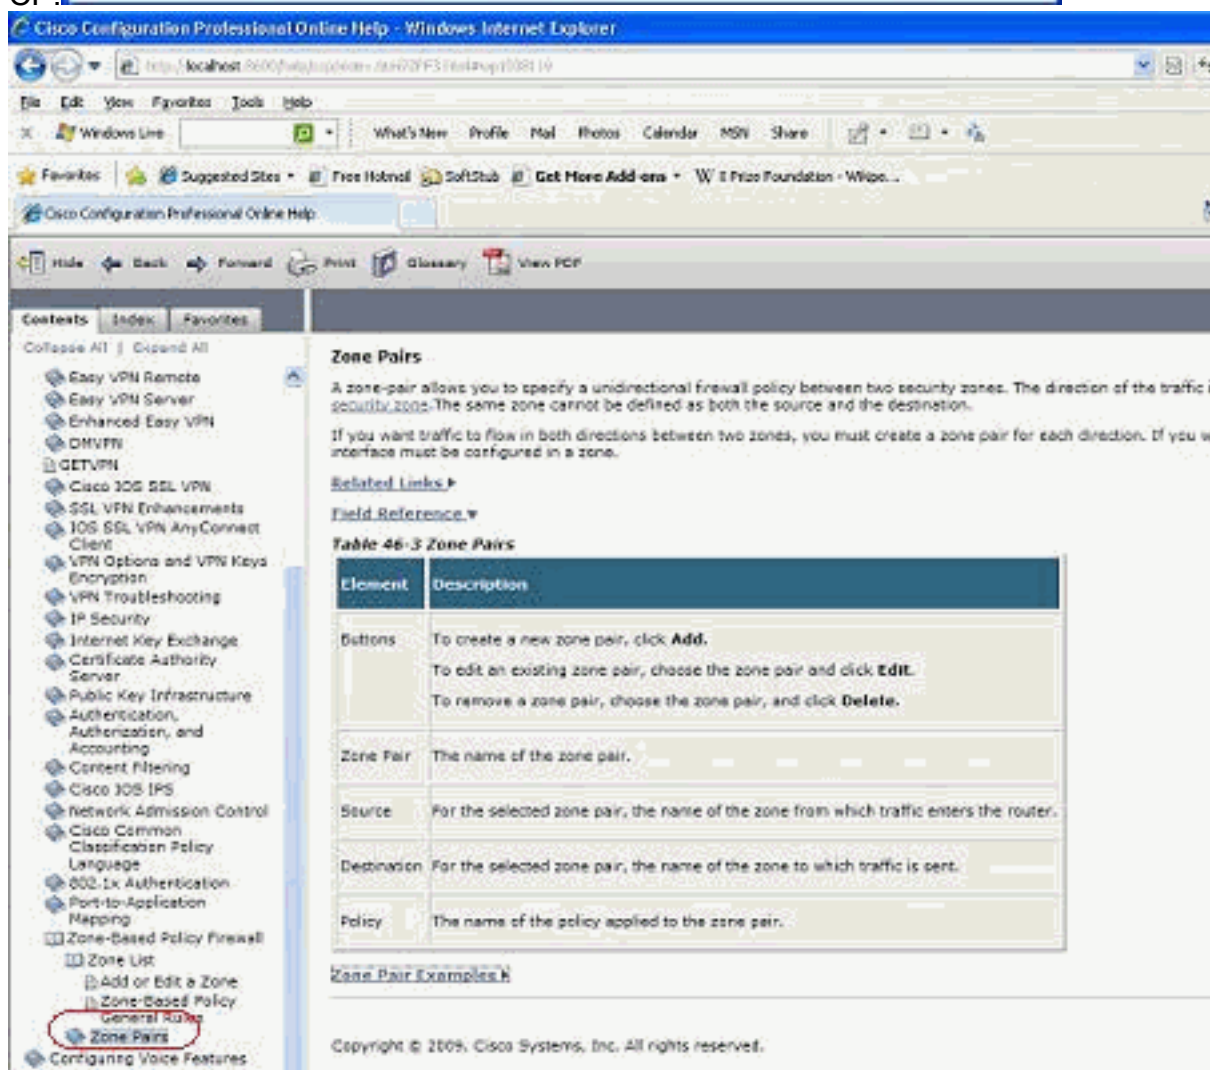 CP.
Cisco Configuration Professional Online Help - Windows Internet Explorer
File Edit View Favorites Tools Help
X Windows Live What's New Profile Mail Photos Calendar MSN Share
Favorites Suggested Sites Free Hotmail SoftStub Get More Add-ons W X Prize Foundation - Wikipe...
Cisco Configuration Professional Online Help
Hide Back Forward Print Glossary View PDF
Contents Index Favorites
Collapse All | Expand All
Easy VPN Remote
Easy VPN Server
Enhanced Easy VPN
DMVPN
GETVPN
Cisco IOS SSL VPN
SSL VPN Enhancements
IOS SSL VPN AnyConnect
Client
VPN Options and VPN Keys
Encryption
VPN Troubleshooting
IP Security
Internet Key Exchange
Certificate Authority
Server
Public Key Infrastructure
Authentication,
Authorization, and
Accounting
Content Filtering
Cisco IOS IPS
Network Admission Control
Cisco Common
Classification Policy
Language
802.1x Authentication
Port-to-Application
Mapping
Zone-Based Policy Firewall
Zone List
Add or Edit a Zone
Zone-Based Policy
General Rules
Zone Pairs
Configuring Voice Features
Zone Pairs
A zone-pair allows you to specify a unidirectional firewall policy between two security zones. The direction of the traffic i
security zone.The same zone cannot be defined as both the source and the destination.
If you want traffic to flow in both directions between two zones, you must create a zone pair for each direction. If you w
interface must be configured in a zone.
Related Links
Field Reference
Table 46-3 Zone Pairs
Element Description
Buttons To create a new zone pair, click Add.
To edit an existing zone pair, choose the zone pair and click Edit.
To remove a zone pair, choose the zone pair, and click Delete.
Zone Pair The name of the zone pair.
Source For the selected zone pair, the name of the zone from which traffic enters the router.
Destination For the selected zone pair, the name of the zone to which traffic is sent.
Policy The name of the policy applied to the zone pair.
Zone Pair Examples
Copyright © 2009, Cisco Systems, Inc. All rights reserved.